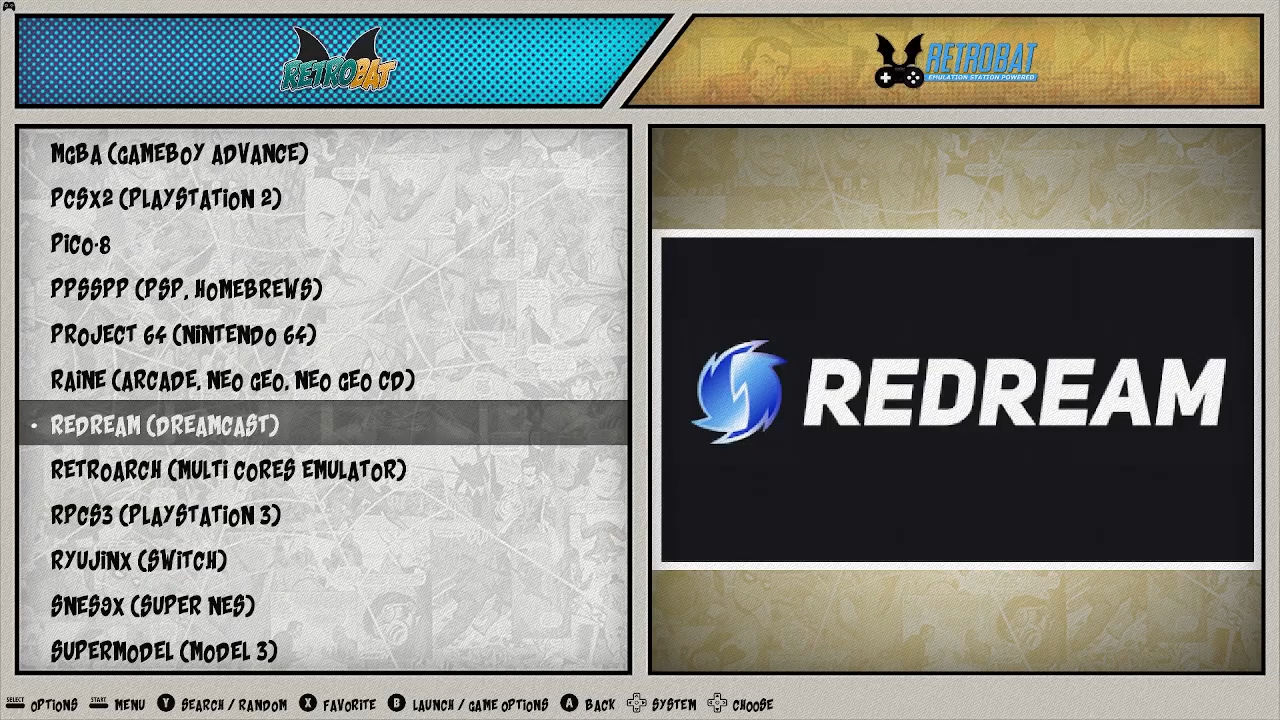 RETROBAT
RETROBAT
EMULATION STATION POWERED
MGBA (GAMEBOY ADVANCE)
PCSX2 (PLAYSTATION 2)
PICO-8
PPSSPP (PSP, HOMEBREWS)
PROJECT 64 (NINTENDO 64)
RAINE (ARCADE, NEO GEO, NEO GEO CD)
• REDREAM (DREAMCAST)
RETROARCH (MULTI CORES EMULATOR)
RPCS3 (PLAYSTATION 3)
RYUJINX (SWITCH)
SNES9X (SUPER NES)
SUPERMODEL (MODEL 3)
REDREAM
SELECT OPTIONS START MENU Y SEARCH / RANDOM X FAVORITE B LAUNCH / GAME OPTIONS A BACK SYSTEM CHOOSE